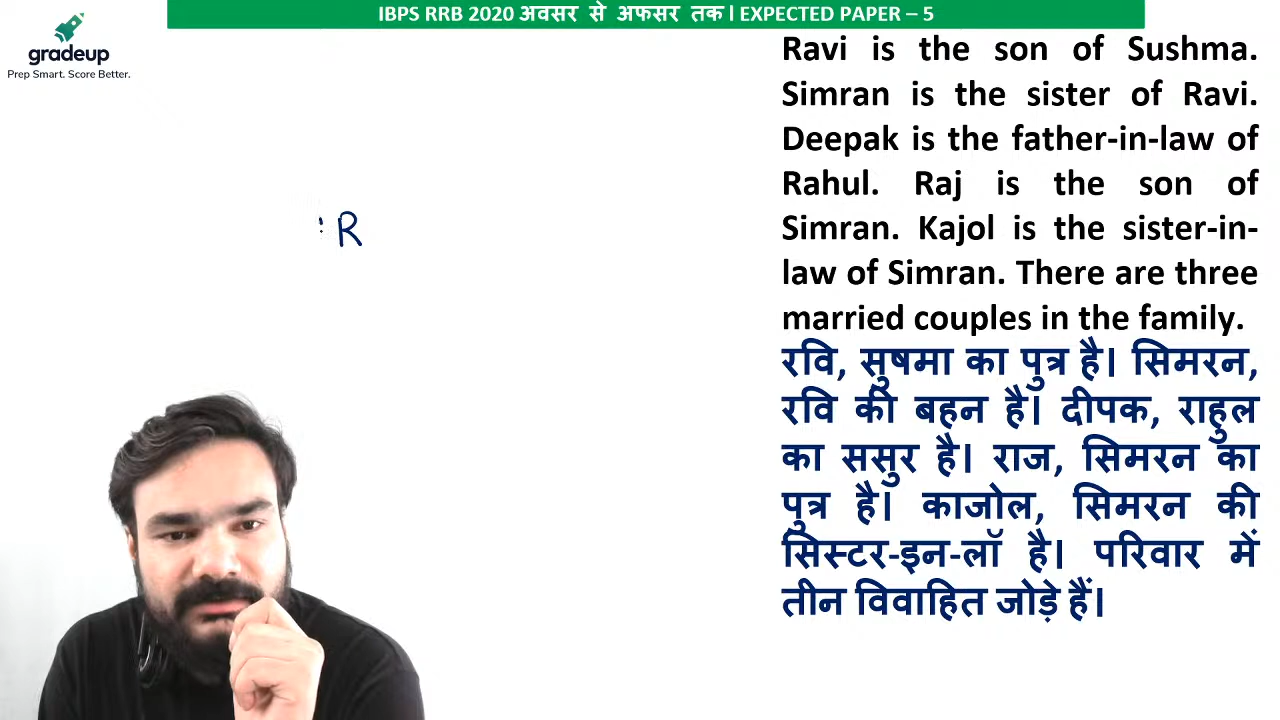 IBPS RRB 2020 अवसर से अफसर तक। EXPECTED PAPER – 5
gradeup
Prep Smart. Score Better.
Ravi is the son of Sushma.
Simran is the sister of Ravi.
Deepak is the father-in-law of
Rahul. Raj is the son of
Simran. Kajol is the sister-in-
law of Simran. There are three
married couples in the family.
रवि, सुषमा का पुत्र है। सिमरन,
रवि की बहन है। दीपक, राहुल
का ससुर है। राज, सिमरन का
पुत्र है। काजोल, सिमरन की
सिस्टर-इन-लॉ है। परिवार में
तीन विवाहित जोड़े हैं।
R